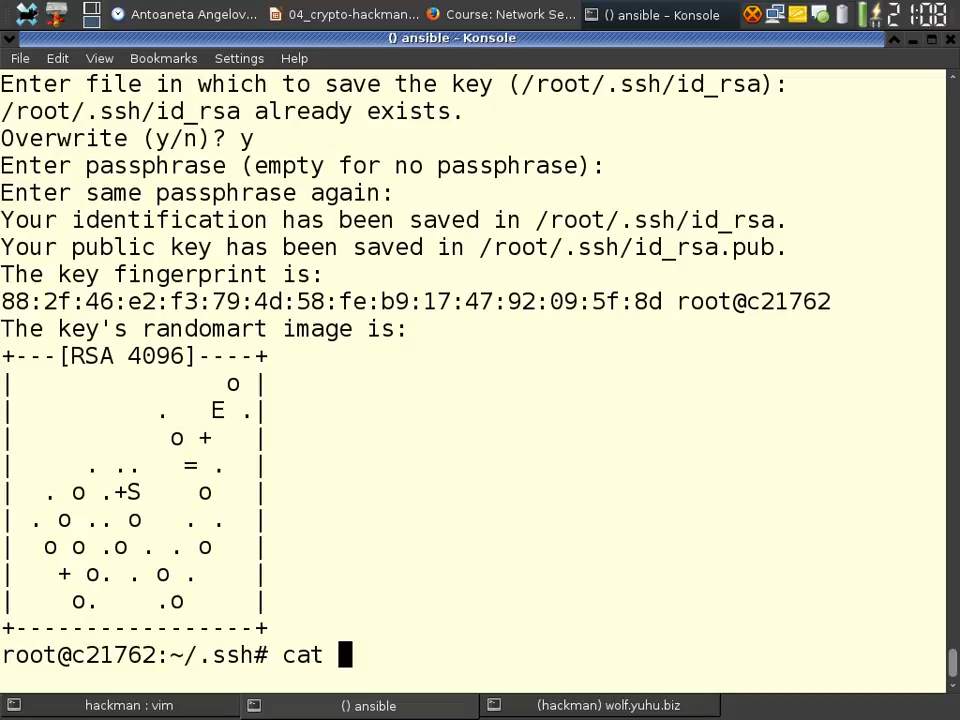 Antoaneta Angelov...
04_crypto-hackman...
Course: Network Se...
() ansible – Konsole
21:08
() ansible – Konsole
File Edit View Bookmarks Settings Help
Enter file in which to save the key (/root/.ssh/id_rsa):
/root/.ssh/id_rsa already exists.
Overwrite (y/n)? y
Enter passphrase (empty for no passphrase):
Enter same passphrase again:
Your identification has been saved in /root/.ssh/id_rsa.
Your public key has been saved in /root/.ssh/id_rsa.pub.
The key fingerprint is:
88:2f:46:e2:f3:79:4d:58:fe:b9:17:47:92:09:5f:8d root@c21762
The key's randomart image is:
+---[RSA 4096]----+
|               o |
|          .   E .|
|           o +   |
|     . ..   = .  |
|  . o .+S    o   |
| . o .. o   . .  |
|  o o .o . . o   |
|   + o. . o .    |
|    o.    .o     |
+-----------------+
root@c21762:~/.ssh# cat
hackman : vim
() ansible
(hackman) wolf.yuhu.biz